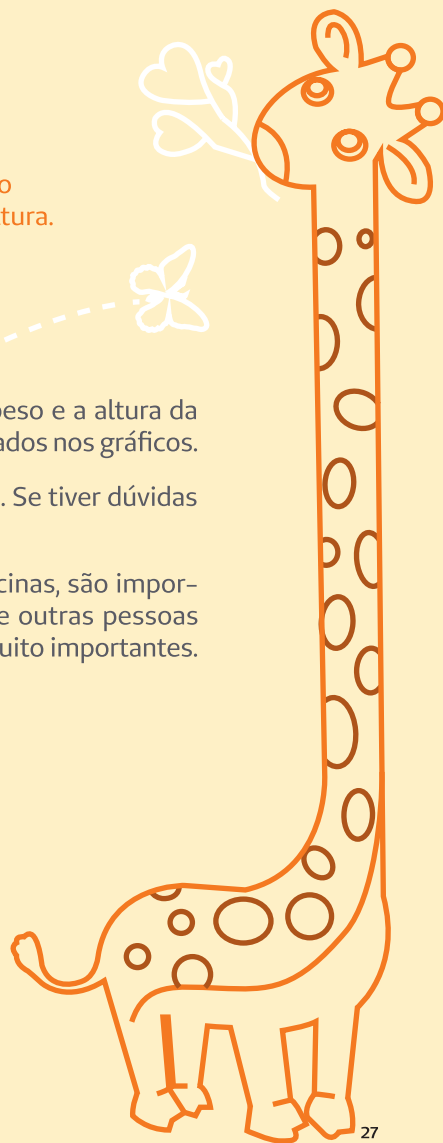 o
tura.
peso e a altura da
ados nos gráficos.
. Se tiver dúvidas
cinas, são impor-
e outras pessoas
uito importantes.
27